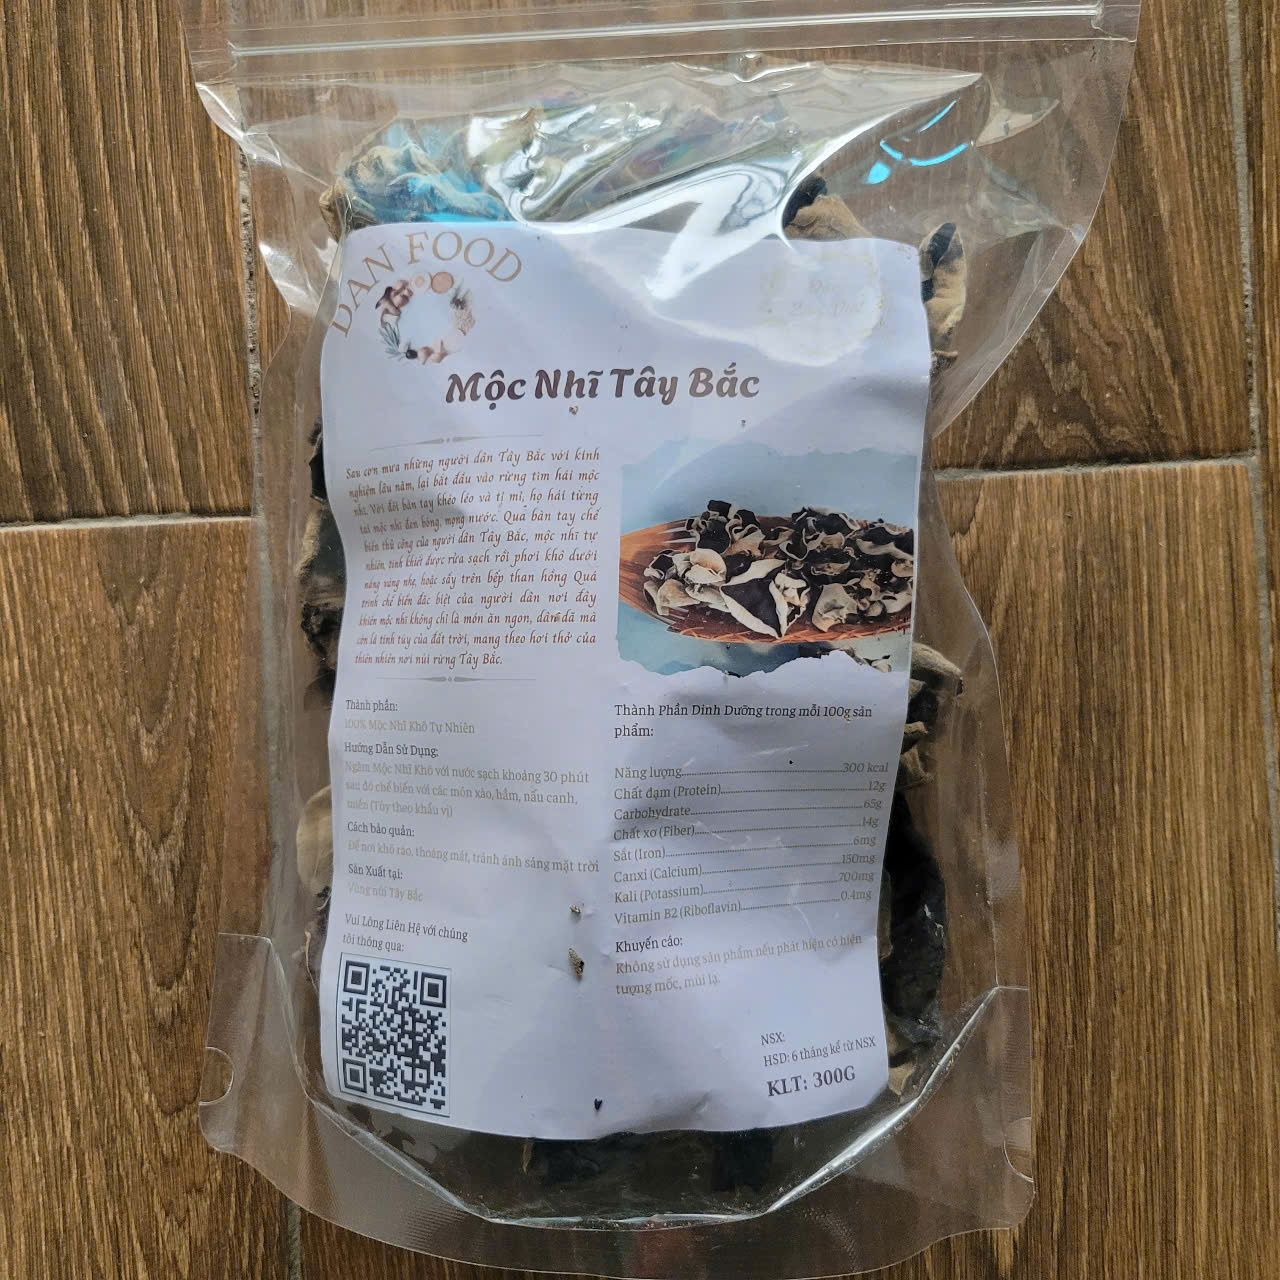 DAN FOOD
Mộc Nhĩ Tây Bắc
Sau cơn mưa những người dân Tây Bắc với kinh
nghiệm lâu năm, lại bắt đầu vào rừng tìm hái mộc
nhĩ. Với đôi bàn tay khéo léo và tỉ mỉ, họ hái từng
tai mộc nhĩ đen bóng, mọng nước. Qua bàn tay chế
biến thủ công của người dân Tây Bắc, mộc nhĩ tự
nhiên, tinh khiết được rửa sạch rồi phơi khô dưới
nắng vàng nhẹ, hoặc sấy trên bếp than hồng Quá
trình chế biến đặc biệt của người dân nơi đây
khiến mộc nhĩ không chỉ là món ăn ngon, dân dã mà
còn là tinh túy của đất trời, mang theo hơi thở của
thiên nhiên nơi núi rừng Tây Bắc.
Thành phần:
100% Mộc Nhĩ Khô Tự Nhiên
Hướng Dẫn Sử Dụng:
Ngâm Mộc Nhĩ Khô với nước sạch khoảng 30 phút
sau đó chế biến với các món xào, hầm, nấu canh,
miến (Tùy theo khẩu vị)
Cách bảo quản:
Để nơi khô ráo, thoáng mát, tránh ánh sáng mặt trời
Sản Xuất tại:
Vùng núi Tây Bắc
Vui Lòng Liên Hệ với chúng
tôi thông qua:
Thành Phần Dinh Dưỡng trong mỗi 100g sản
phẩm:
Năng lượng...300 kcal
Chất đạm (Protein)...12g
Carbohydrate...65g
Chất xơ (Fiber)...14g
Sắt (Iron)...6mg
Canxi (Calcium)...150mg
Kali (Potassium)...700mg
Vitamin B2 (Riboflavin)...0.4mg
Khuyến cáo:
Không sử dụng sản phẩm nếu phát hiện có hiện
tượng mốc, mùi lạ.
NSX:
HSD: 6 tháng kể từ NSX
KLT: 300G